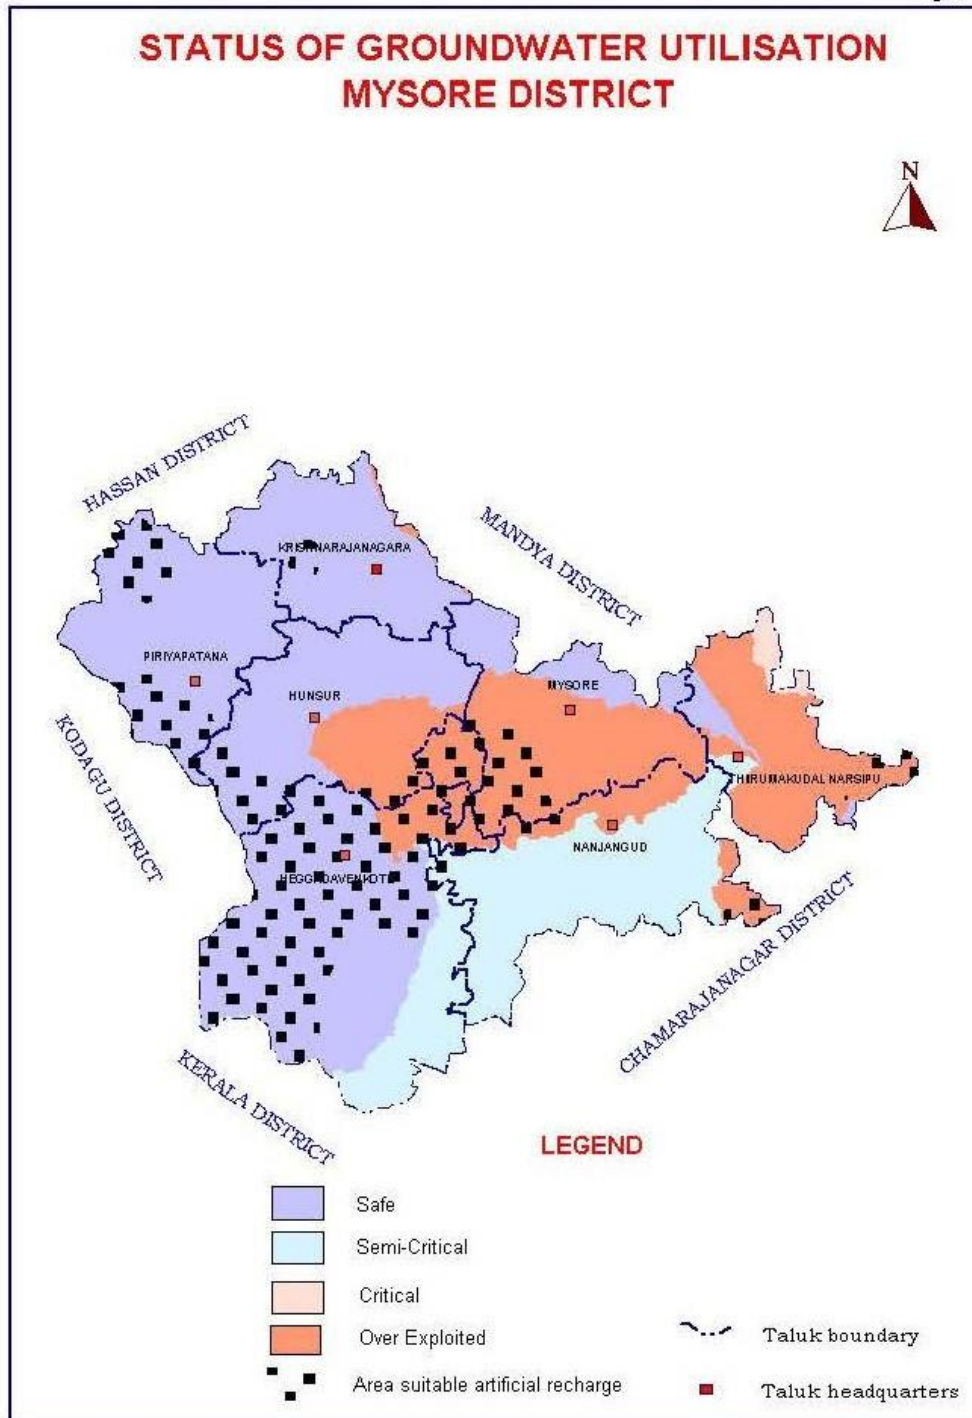 STATUS OF GROUNDWATER UTILISATION
MYSORE DISTRICT
N
HASSAN DISTRICT
MANDYA DISTRICT
KRISHNARAJANAGARA
PIRIYAPATANA
HUNSUR
MYSORE
KODAGU DISTRICT
THIRUMAKUDAL NARSIPU
NANJANGUD
HEGGADAVENKOTE
CHAMARAJANAGAR DISTRICT
KERALA DISTRICT
LEGEND
Safe
Semi-Critical
Critical
Over Exploited
Area suitable artificial recharge
Taluk boundary
Taluk headquarters